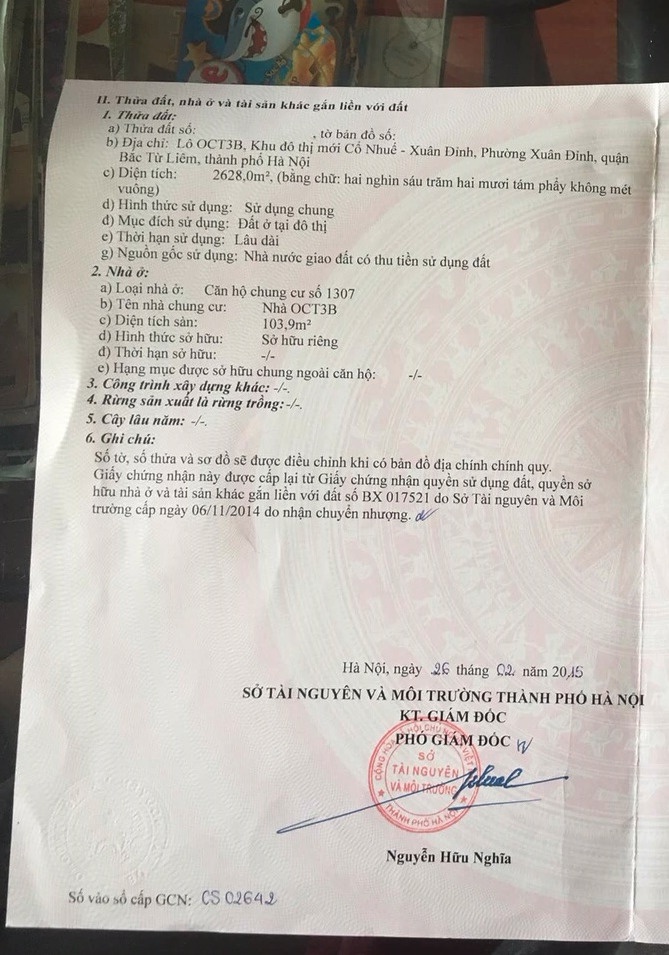 II. Thửa đất, nhà ở và tài sản khác gắn liền với đất
1. Thửa đất:
a) Thửa đất số: , tờ bản đồ số:
b) Địa chỉ: Lô OCT3B, Khu đô thị mới Cổ Nhuế - Xuân Đỉnh, Phường Xuân Đỉnh, quận
Bắc Từ Liêm, thành phố Hà Nội
c) Diện tích: 2628,0m², (bằng chữ: hai nghìn sáu trăm hai mươi tám phẩy không mét
vuông)
d) Hình thức sử dụng: Sử dụng chung
đ) Mục đích sử dụng: Đất ở tại đô thị
e) Thời hạn sử dụng: Lâu dài
g) Nguồn gốc sử dụng: Nhà nước giao đất có thu tiền sử dụng đất
2. Nhà ở:
a) Loại nhà ở: Căn hộ chung cư số 1307
b) Tên nhà chung cư: Nhà OCT3B
c) Diện tích sàn: 103,9m²
d) Hình thức sở hữu: Sở hữu riêng
đ) Thời hạn sở hữu: -/-
e) Hạng mục được sở hữu chung ngoài căn hộ: -/-
3. Công trình xây dựng khác: -/-.
4. Rừng sản xuất là rừng trồng: -/-.
5. Cây lâu năm: -/-.
6. Ghi chú:
Số tờ, số thửa và sơ đồ sẽ được điều chỉnh khi có bản đồ địa chính chính quy.
Giấy chứng nhận này được cấp lại từ Giấy chứng nhận quyền sử dụng đất, quyền sở
hữu nhà ở và tài sản khác gắn liền với đất số BX 017521 do Sở Tài nguyên và Môi
trường cấp ngày 06/11/2014 do nhận chuyển nhượng.
Hà Nội, ngày 26 tháng 02 năm 2015
SỞ TÀI NGUYÊN VÀ MÔI TRƯỜNG THÀNH PHỐ HÀ NỘI
KT. GIÁM ĐỐC
PHÓ GIÁM ĐỐC
SỞ
TÀI NGUYÊN
VÀ MÔI TRƯỜNG
THÀNH PHỐ HÀ NỘI
Nguyễn Hữu Nghĩa
Số vào sổ cấp GCN: CS 02642